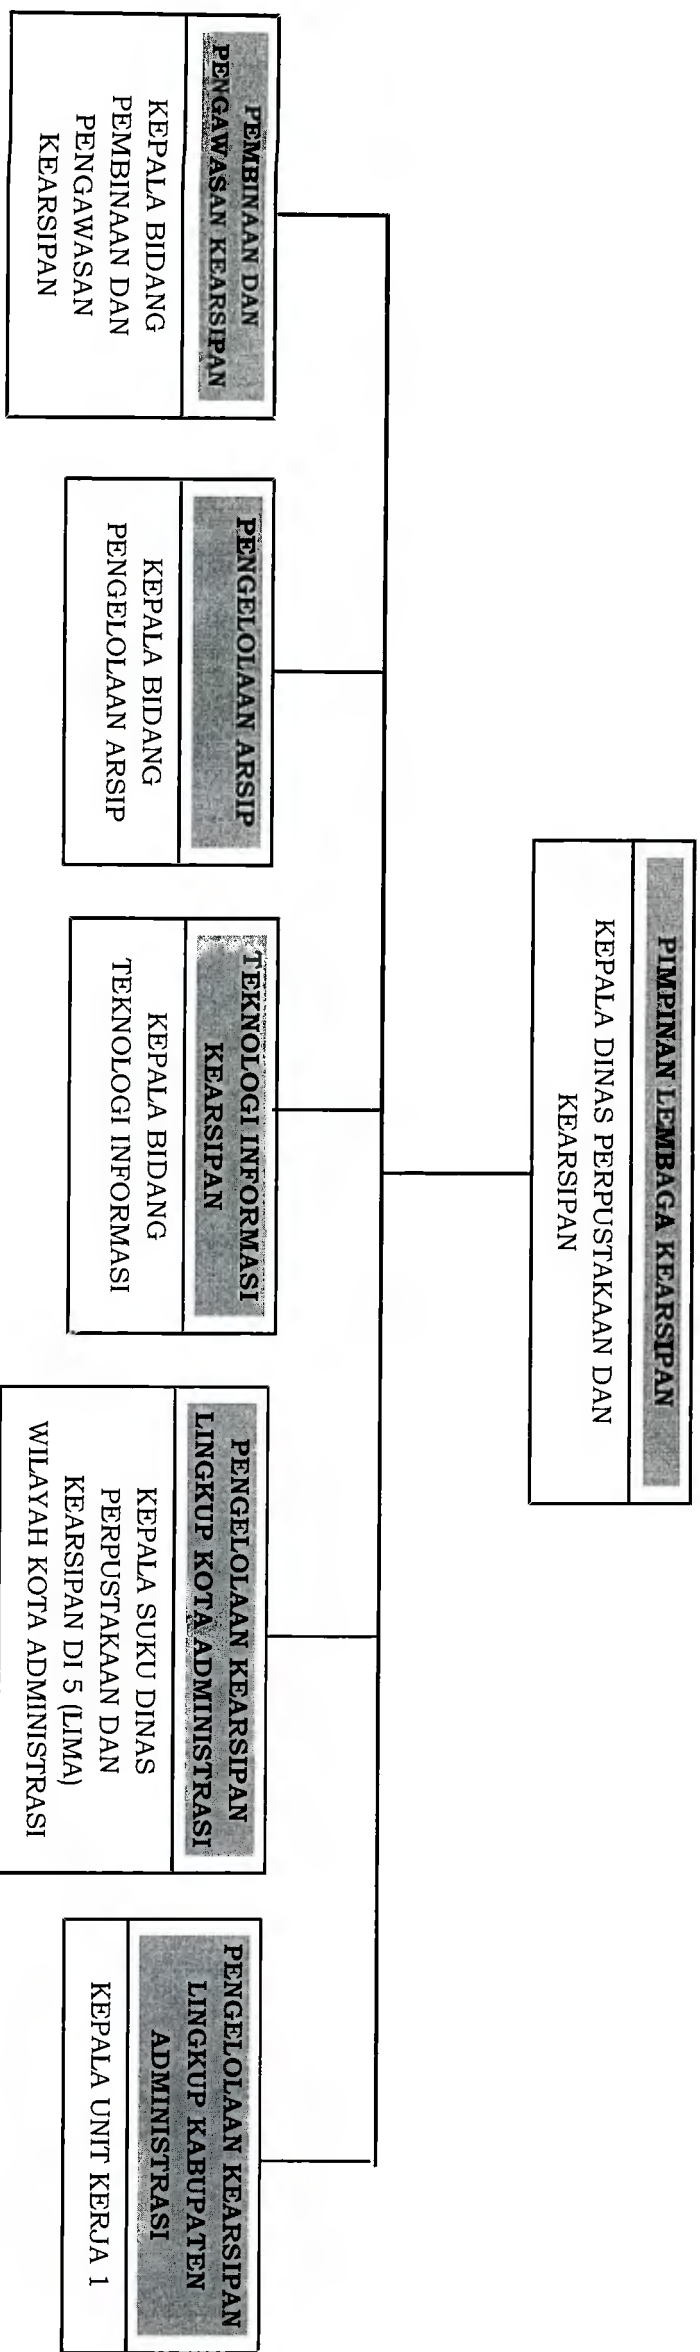 PIMPINAN LEMBAGA KEARSIPAN
KEPALA DINAS PERPUSTAKAAN DAN
KEARSIPAN
PEMBINAAN DAN
PENGAWASAN KEARSIPAN
KEPALA BIDANG
PEMBINAAN DAN
PENGAWASAN
KEARSIPAN
PENGELOLAAN ARSIP
KEPALA BIDANG
PENGELOLAAN ARSIP
TEKNOLOGI INFORMASI
KEARSIPAN
KEPALA BIDANG
TEKNOLOGI INFORMASI
PENGELOLAAN KEARSIPAN
LINGKUP KOTA ADMINISTRASI
KEPALA SUKU DINAS
PERPUSTAKAAN DAN
KEARSIPAN DI 5 (LIMA)
WILAYAH KOTA ADMINISTRASI
PENGELOLAAN KEARSIPAN
LINGKUP KABUPATEN
ADMINISTRASI
KEPALA UNIT KERJA 1